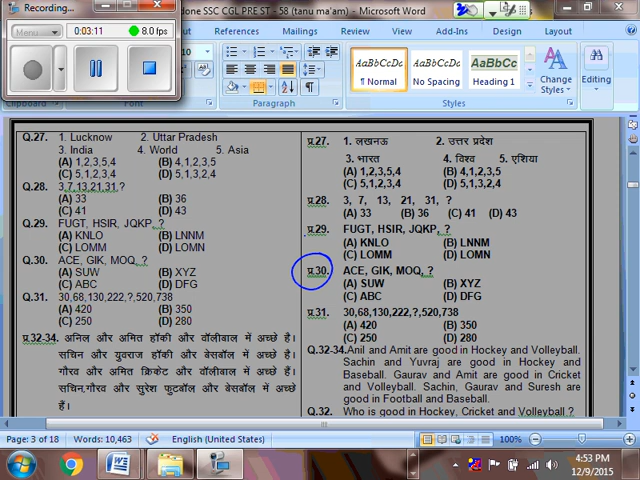 Recording...
Menu
0:03:11
8.0 fps
done SSC CGL PRE ST - 58 (tanu ma'am) - Microsoft Word
References
Mailings
Review
View
Developer
Add-Ins
Design
Layout
10
AaBbCcDc
AaBbCcDc
AaBbCc
¶ Normal
No Spacing
Heading 1
Change
Styles
Editing
Clipboard
Font
Paragraph
Styles
Q.27. 1. Lucknow 2. Uttar Pradesh
3. India 4. World 5. Asia
(A) 1,2,3,5,4 (B) 4,1,2,3,5
(C) 5,1,2,3,4 (D) 5,1,3,2,4
Q.28. 3,7,13,21,31,?
(A) 33 (B) 36
(C) 41 (D) 43
Q.29. FUGT, HSIR, JQKP, ?
(A) KNLO (B) LNNM
(C) LOMM (D) LOMN
Q.30. ACE, GIK, MOQ, ?
(A) SUW (B) XYZ
(C) ABC (D) DFG
Q.31. 30,68,130,222,?,520,738
(A) 420 (B) 350
(C) 250 (D) 280
प्र.32-34. अनिल और अमित हॉकी और वॉलीबाल में अच्छे है।
सचिन और युवराज हॉकी और बेसबॉल में अच्छे है।
गौरव और अमित क्रिकेट और वॉलीबाल में अच्छे है।
सचिन,गौरव और सुरेश फुटबॉल और बेसबॉल में अच्छे
हैं।
प्र.27. 1. लखनऊ 2. उत्तर प्रदेश
3. भारत 4. विश्व 5. एशिया
(A) 1,2,3,5,4 (B) 4,1,2,3,5
(C) 5,1,2,3,4 (D) 5,1,3,2,4
प्र.28. 3, 7, 13, 21, 31, ?
(A) 33 (B) 36 (C) 41 (D) 43
प्र.29. FUGT, HSIR, JQKP, ?
(A) KNLO (B) LNNM
(C) LOMM (D) LOMN
प्र.30. ACE, GIK, MOQ, ?
(A) SUW (B) XYZ
(C) ABC (D) DFG
प्र.31. 30,68,130,222,?,520,738
(A) 420 (B) 350
(C) 250 (D) 280
Q.32-34.Anil and Amit are good in Hockey and Volleyball.
Sachin and Yuvraj are good in Hockey and
Baseball. Gaurav and Amit are good in Cricket
and Volleyball. Sachin, Gaurav and Suresh are
good in Football and Baseball.
Q.32. Who is good in Hockey, Cricket and Volleyball ?
Page: 3 of 18
Words: 10,463
English (United States)
100%
4:53 PM
12/9/2015